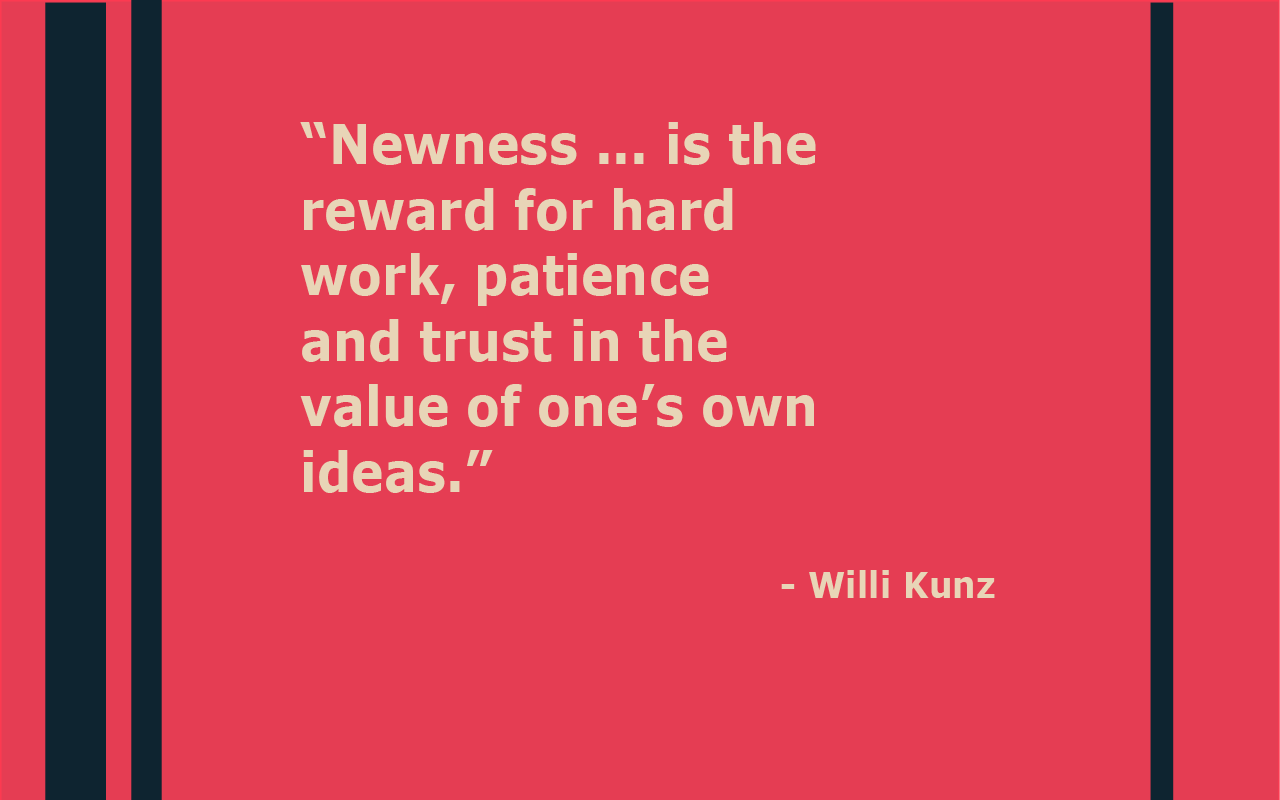 “Newness ... is the
reward for hard
work, patience
and trust in the
value of one’s own
ideas.”
- Willi Kunz